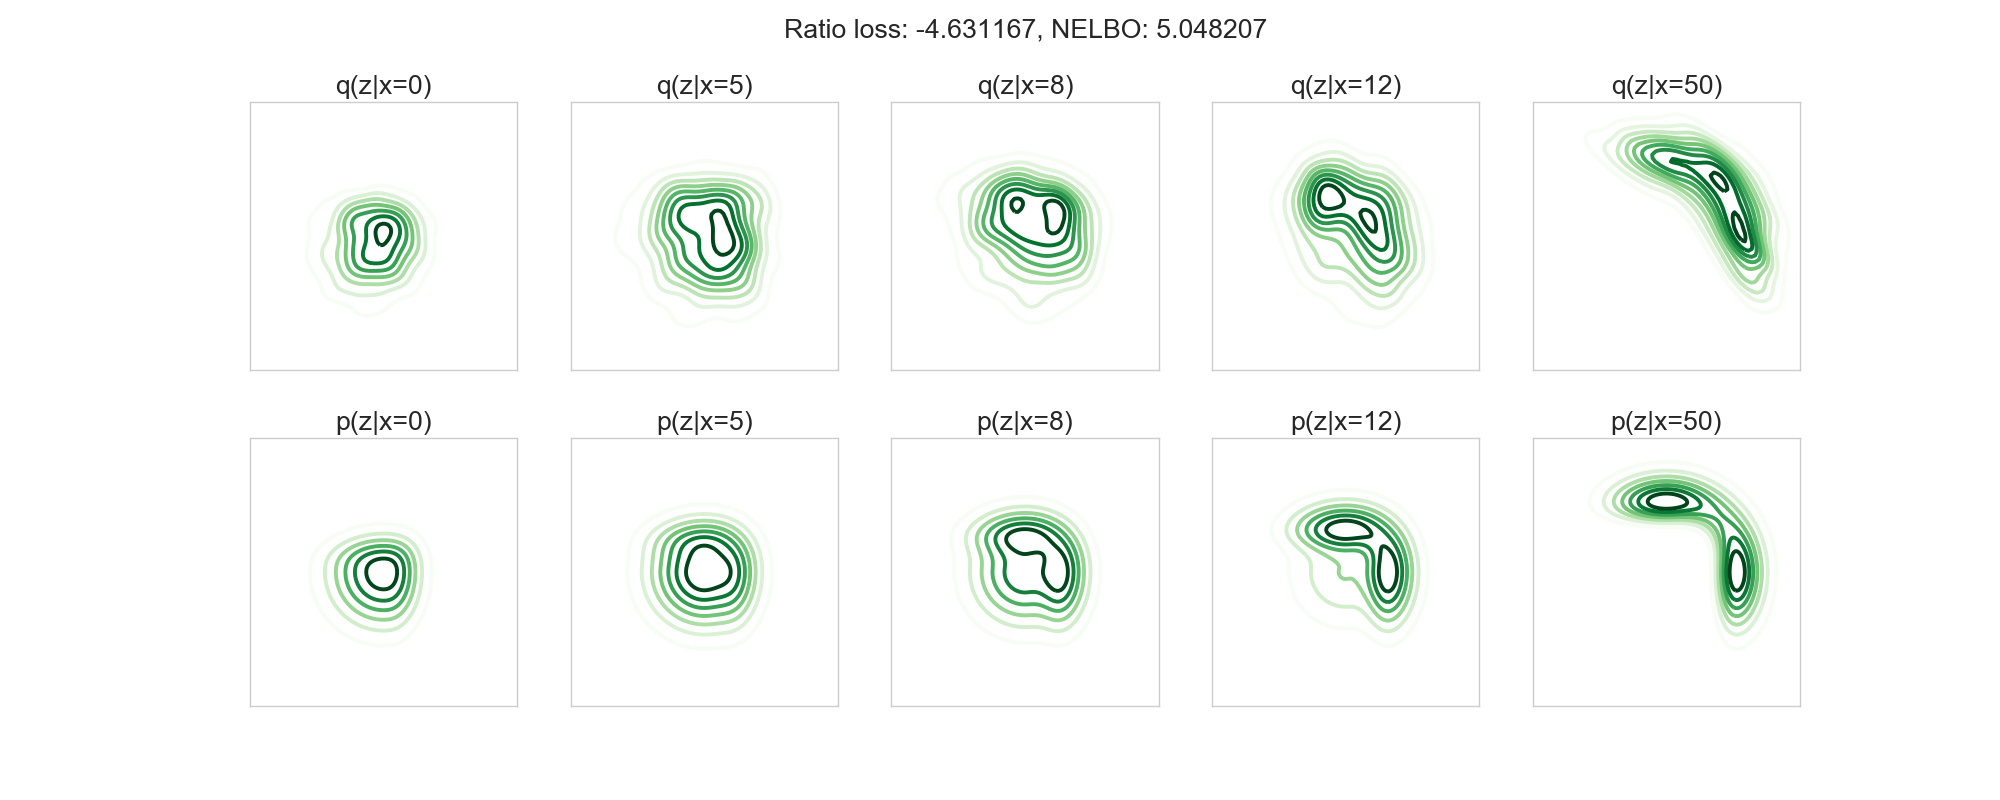 Ratio loss: -4.631167, NELBO: 5.048207
q(z|x=0) q(z|x=5) q(z|x=8) q(z|x=12) q(z|x=50)
p(z|x=0) p(z|x=5) p(z|x=8) p(z|x=12) p(z|x=50)